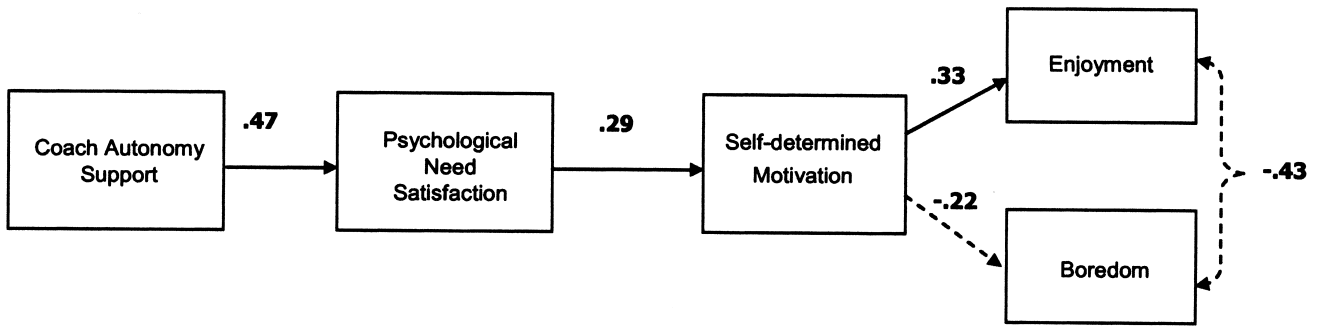 Coach Autonomy
Support
.47
Psychological
Need
Satisfaction
.29
Self-determined
Motivation
.33
-.22
Enjoyment
Boredom
-.43